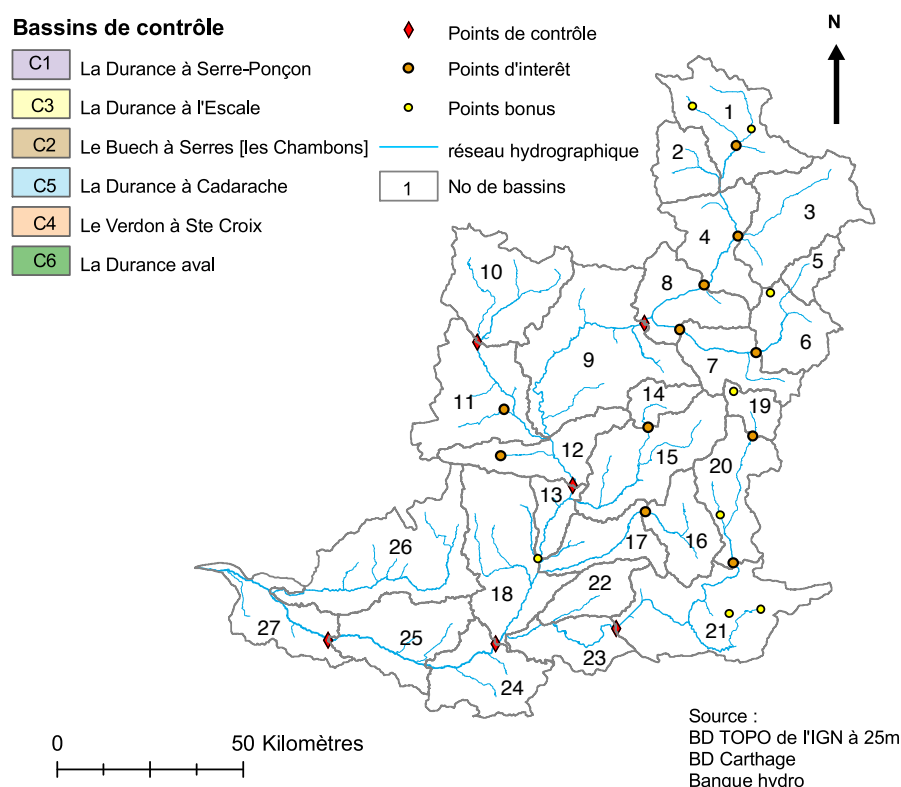 Bassins de contrôle
C1 La Durance à Serre-Ponçon
C3 La Durance à l'Escale
C2 Le Buech à Serres [les Chambons]
C5 La Durance à Cadarache
C4 Le Verdon à Ste Croix
C6 La Durance aval
Points de contrôle
Points d'interêt
Points bonus
réseau hydrographique
1 No de bassins
N
1
2
3
4
5
10
8
6
9
7
14
19
11
12
15
20
13
16
17
26
22
18
27
25
21
23
24
0 50 Kilomètres
Source :
BD TOPO de l'IGN à 25m
BD Carthage
Banque hydro